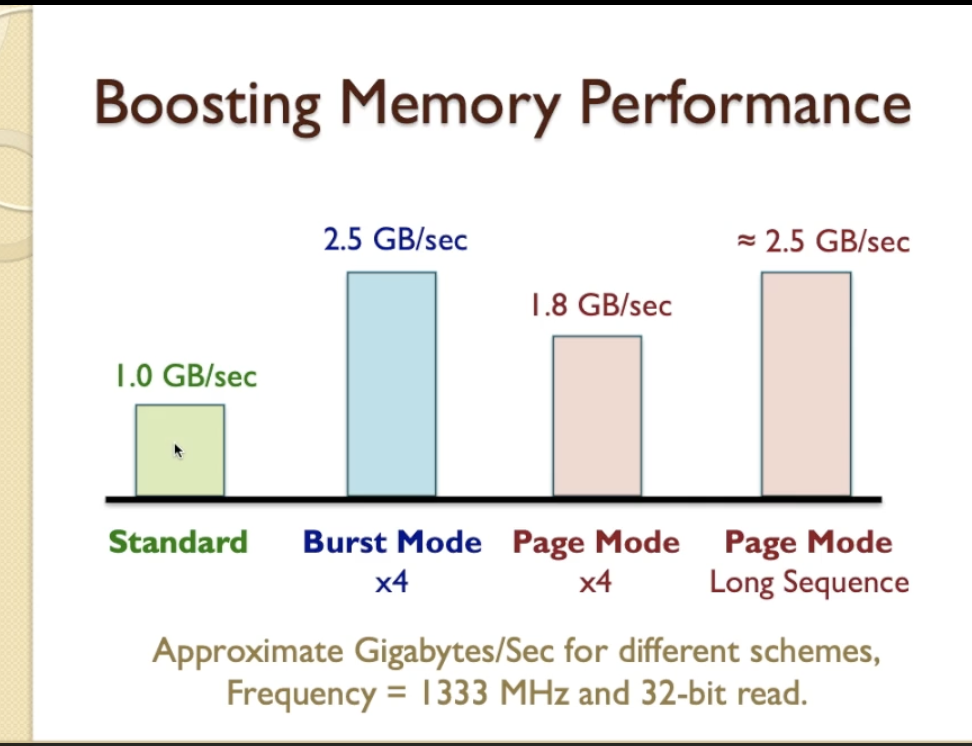 Boosting Memory Performance
2.5 GB/sec
≈ 2.5 GB/sec
1.8 GB/sec
1.0 GB/sec
Standard
Burst Mode
x4
Page Mode
x4
Page Mode
Long Sequence
Approximate Gigabytes/Sec for different schemes,
Frequency = 1333 MHz and 32-bit read.